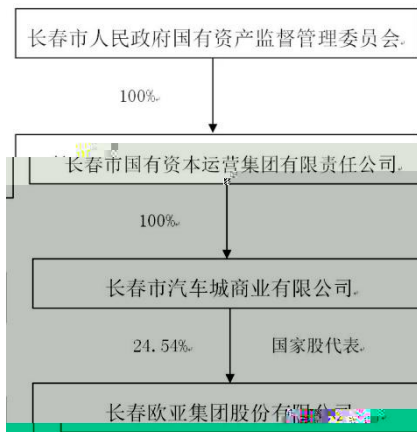 长春市人民政府国有资产监督管理委员会
100%
长春市国有资本运营集团有限责任公司
100%
长春市汽车城商业有限公司
24.54% 国家股代表
长春欧亚集团股份有限公司